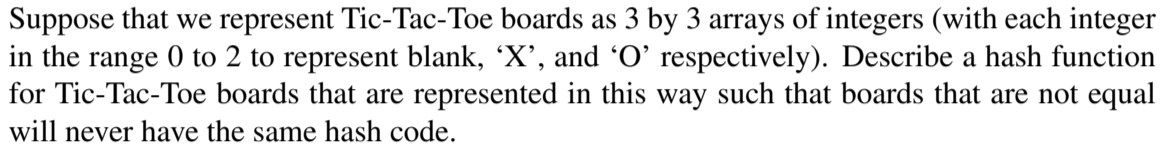 Suppose that we represent Tic-Tac-Toe boards as 3 by 3 arrays of integers (with each integer
in the range 0 to 2 to represent blank, ‘X’, and ‘O’ respectively). Describe a hash function
for Tic-Tac-Toe boards that are represented in this way such that boards that are not equal
will never have the same hash code.